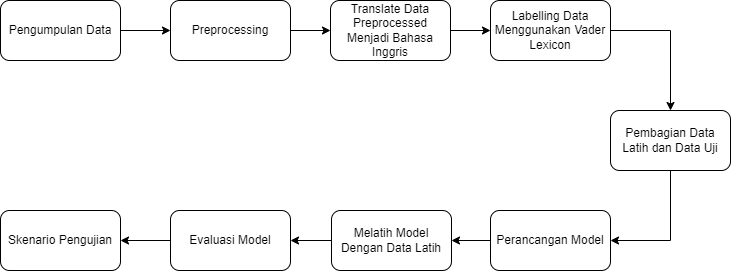 Pengumpulan Data
Preprocessing
Translate Data
Preprocessed
Menjadi Bahasa
Inggris
Labelling Data
Menggunakan Vader
Lexicon
Pembagian Data
Latih dan Data Uji
Perancangan Model
Melatih Model
Dengan Data Latih
Evaluasi Model
Skenario Pengujian